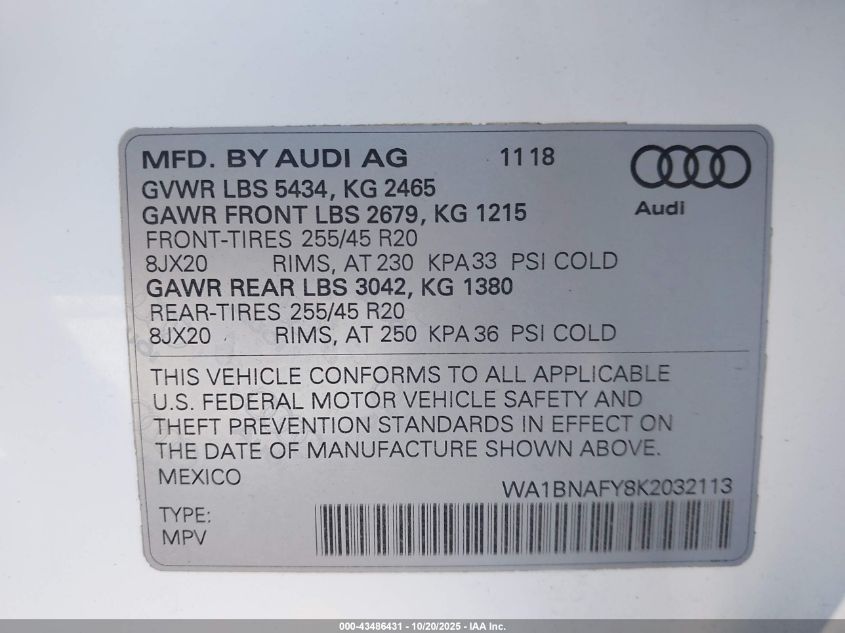 MFD. BY AUDI AG 11 18
Audi
GVWR LBS 5434, KG 2465
GAWR FRONT LBS 2679, KG 1215
FRONT-TIRES 255/45 R20
8JX20 RIMS, AT 230 KPA33 PSI COLD
GAWR REAR LBS 3042, KG 1380
REAR-TIRES 255/45 R20
8JX20 RIMS, AT 250 KPA36 PSI COLD
THIS VEHICLE CONFORMS TO ALL APPLICABLE
U.S. FEDERAL MOTOR VEHICLE SAFETY AND
THEFT PREVENTION STANDARDS IN EFFECT ON
THE DATE OF MANUFACTURE SHOWN ABOVE.
MEXICO
WA1BNAFY8K2032113
TYPE:
MPV
000-43486431 - 10/20/2025 - IAA Inc.